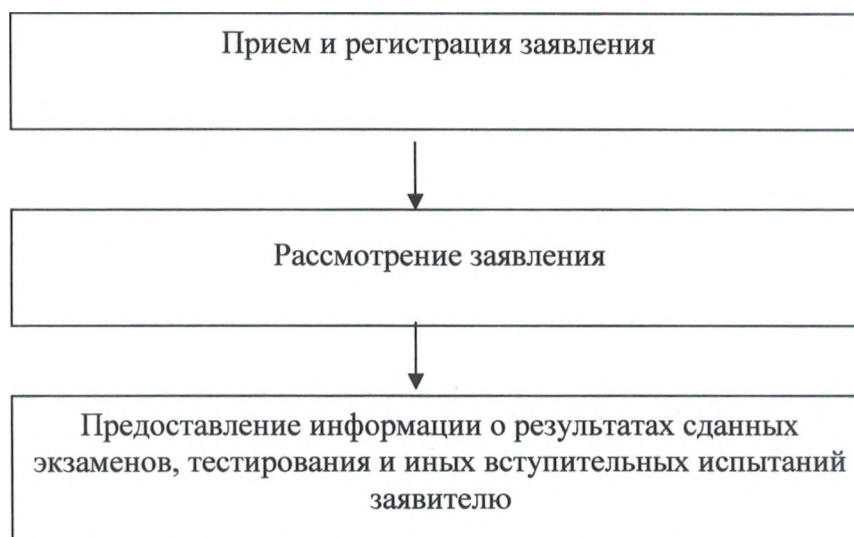 Прием и регистрация заявления
Рассмотрение заявления
Предоставление информации о результатах сданных
экзаменов, тестирования и иных вступительных испытаний
заявителю